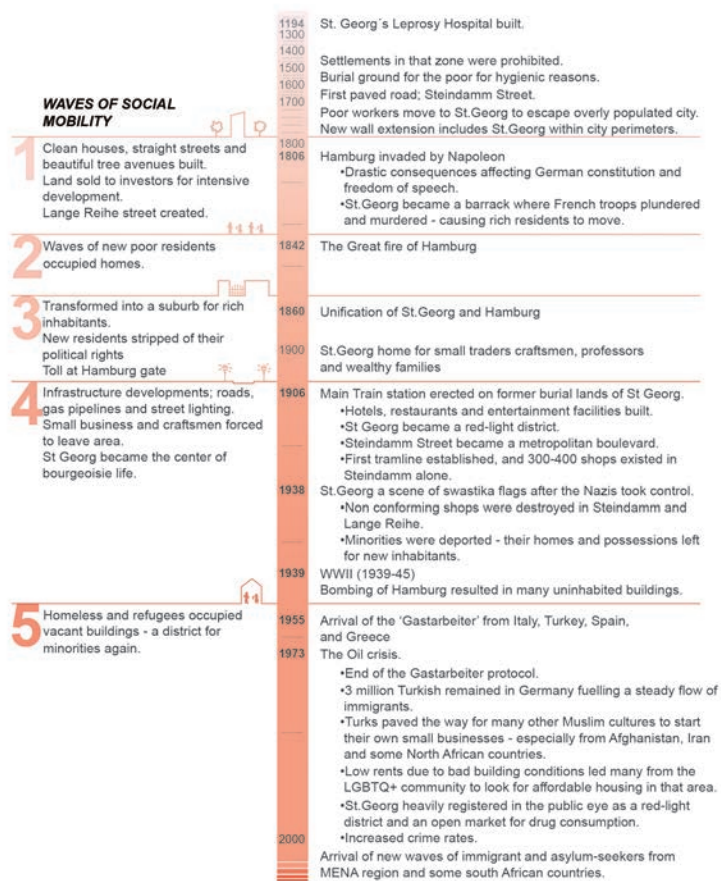 1194 St. Georg´s Leprosy Hospital built.
1300
1400
Settlements in that zone were prohibited.
1500
Burial ground for the poor for hygienic reasons.
1600
First paved road; Steindamm Street.
1700
Poor workers move to St.Georg to escape overly populated city.
New wall extension includes St.Georg within city perimeters.
WAVES OF SOCIAL
MOBILITY
1800
1
Clean houses, straight streets and
beautiful tree avenues built.
Land sold to investors for intensive
development.
Lange Reihe street created.
1806 Hamburg invaded by Napoleon
•Drastic consequences affecting German constitution and
freedom of speech.
•St.Georg became a barrack where French troops plundered
and murdered - causing rich residents to move.
2
Waves of new poor residents
occupied homes.
1842 The Great fire of Hamburg
3
Transformed into a suburb for rich
inhabitants.
New residents stripped of their
political rights
Toll at Hamburg gate
1860 Unification of St.Georg and Hamburg
1900 St.Georg home for small traders craftsmen, professors
and wealthy families
4
Infrastructure developments; roads,
gas pipelines and street lighting.
Small business and craftsmen forced
to leave area.
St Georg became the center of
bourgeoisie life.
1906 Main Train station erected on former burial lands of St Georg.
•Hotels, restaurants and entertainment facilities built.
•St Georg became a red-light district.
•Steindamm Street became a metropolitan boulevard.
•First tramline established, and 300-400 shops existed in
Steindamm alone.
1938 St.Georg a scene of swastika flags after the Nazis took control.
•Non conforming shops were destroyed in Steindamm and
Lange Reihe.
•Minorities were deported - their homes and possessions left
for new inhabitants.
1939 WWII (1939-45)
Bombing of Hamburg resulted in many uninhabited buildings.
5
Homeless and refugees occupied
vacant buildings - a district for
minorities again.
1955 Arrival of the ‘Gastarbeiter’ from Italy, Turkey, Spain,
and Greece
1973 The Oil crisis.
•End of the Gastarbeiter protocol.
•3 million Turkish remained in Germany fuelling a steady flow of
immigrants.
•Turks paved the way for many other Muslim cultures to start
their own small businesses - especially from Afghanistan, Iran
and some North African countries.
•Low rents due to bad building conditions led many from the
LGBTQ+ community to look for affordable housing in that area.
•St.Georg heavily registered in the public eye as a red-light
district and an open market for drug consumption.
2000 •Increased crime rates.
Arrival of new waves of immigrant and asylum-seekers from
MENA region and some south African countries.